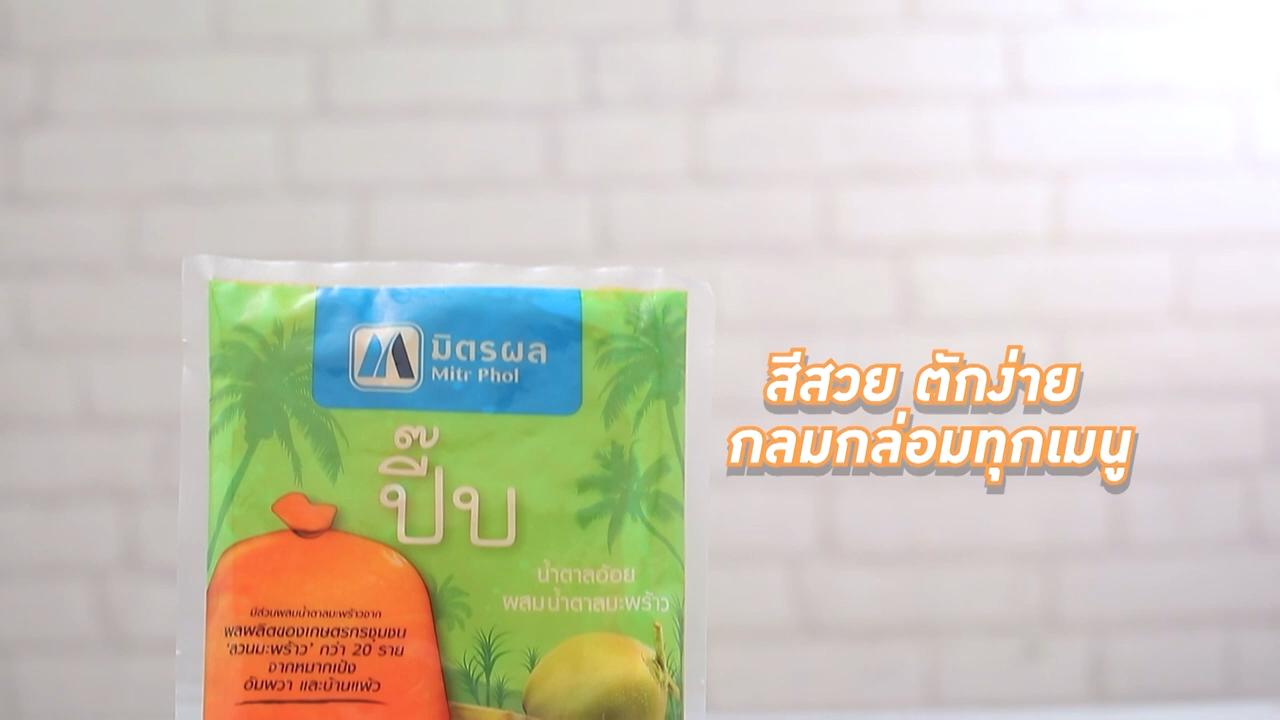 มิตรผล
Mitr Phol
ปี๊บ
น้ำตาลอ้อย
ผสมน้ำตาลมะพร้าว
มีส่วนผสมน้ำตาลมะพร้าวจาก
ผลผลิตของเกษตรกรชุมชน
'สวนมะพร้าว' กว่า 20 ราย
จากหมากเป้ง
อัมพวา และบ้านแพ้ว
สีสวย ตักง่าย
กลมกล่อมทุกเมนู